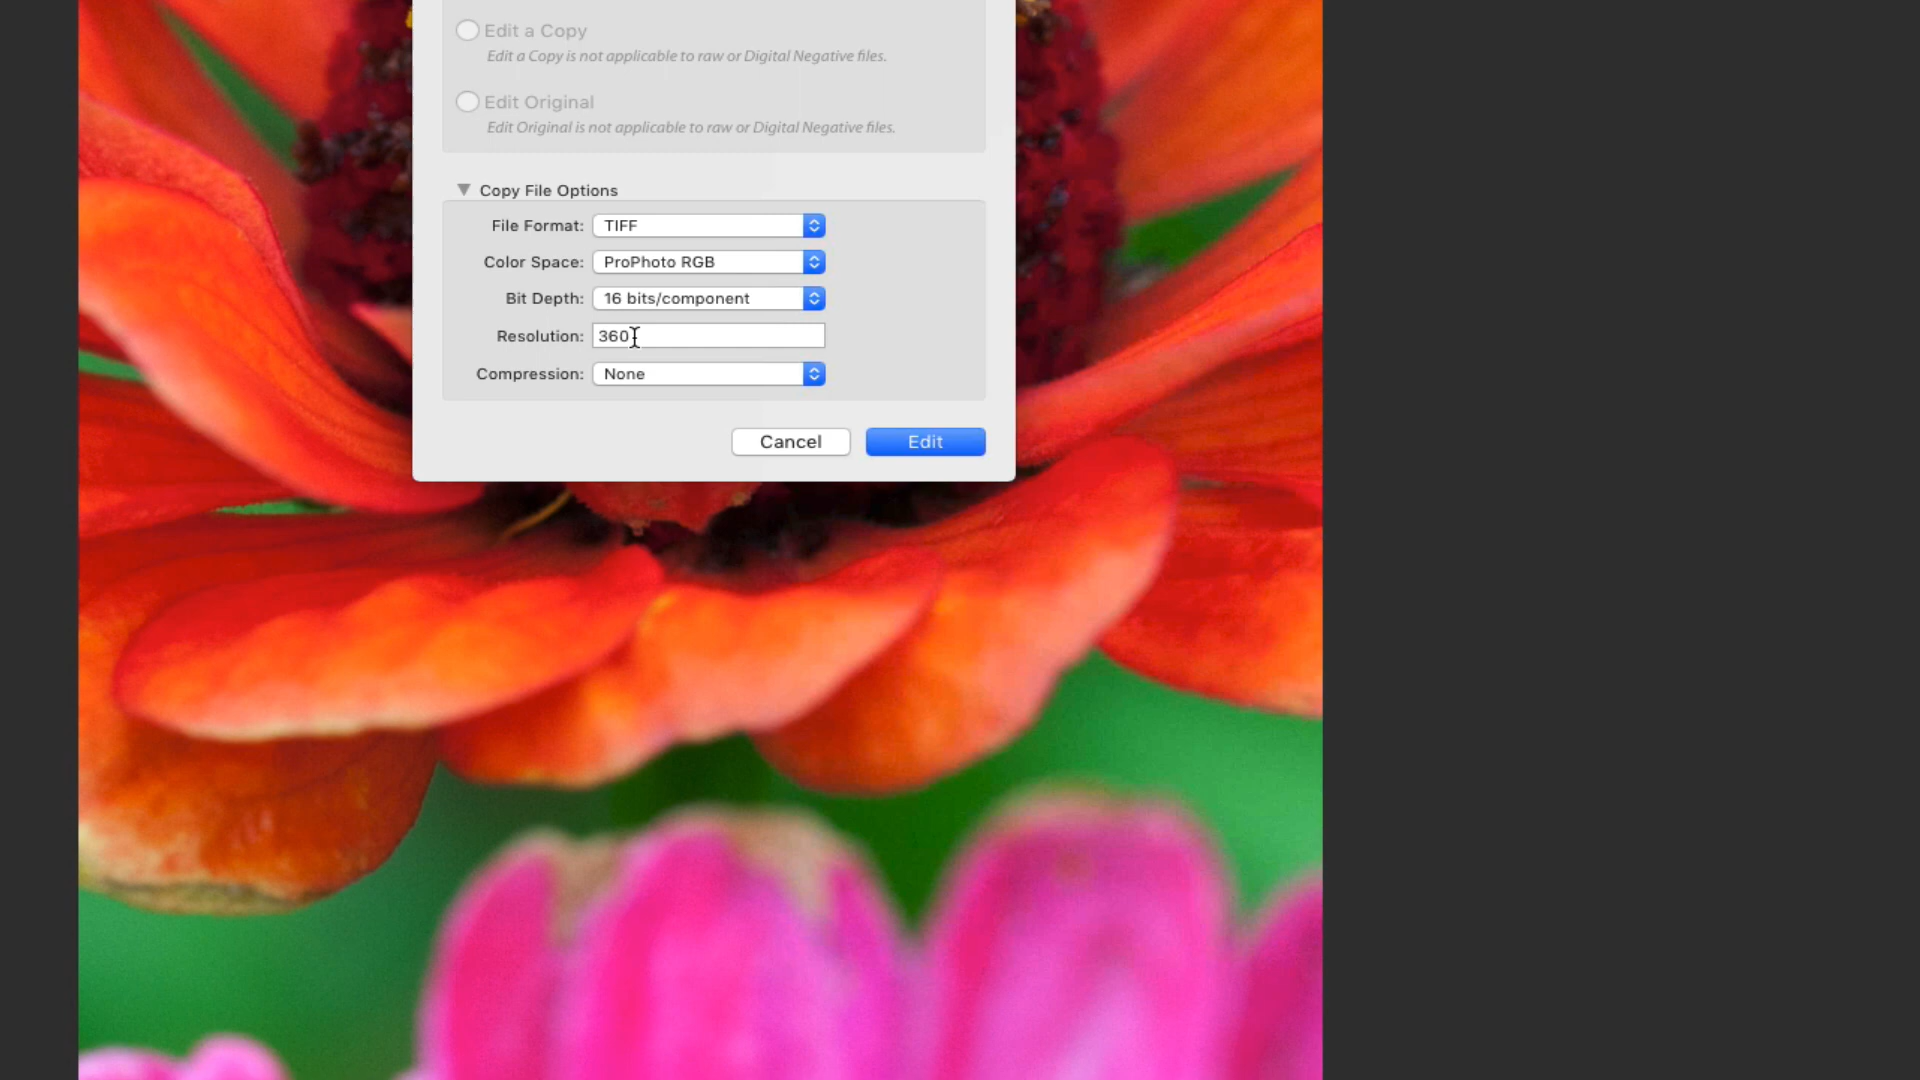 Edit a Copy
Edit a Copy is not applicable to raw or Digital Negative files.
Edit Original
Edit Original is not applicable to raw or Digital Negative files.
Copy File Options
File Format: TIFF
Color Space: ProPhoto RGB
Bit Depth: 16 bits/component
Resolution: 360
Compression: None
Cancel Edit